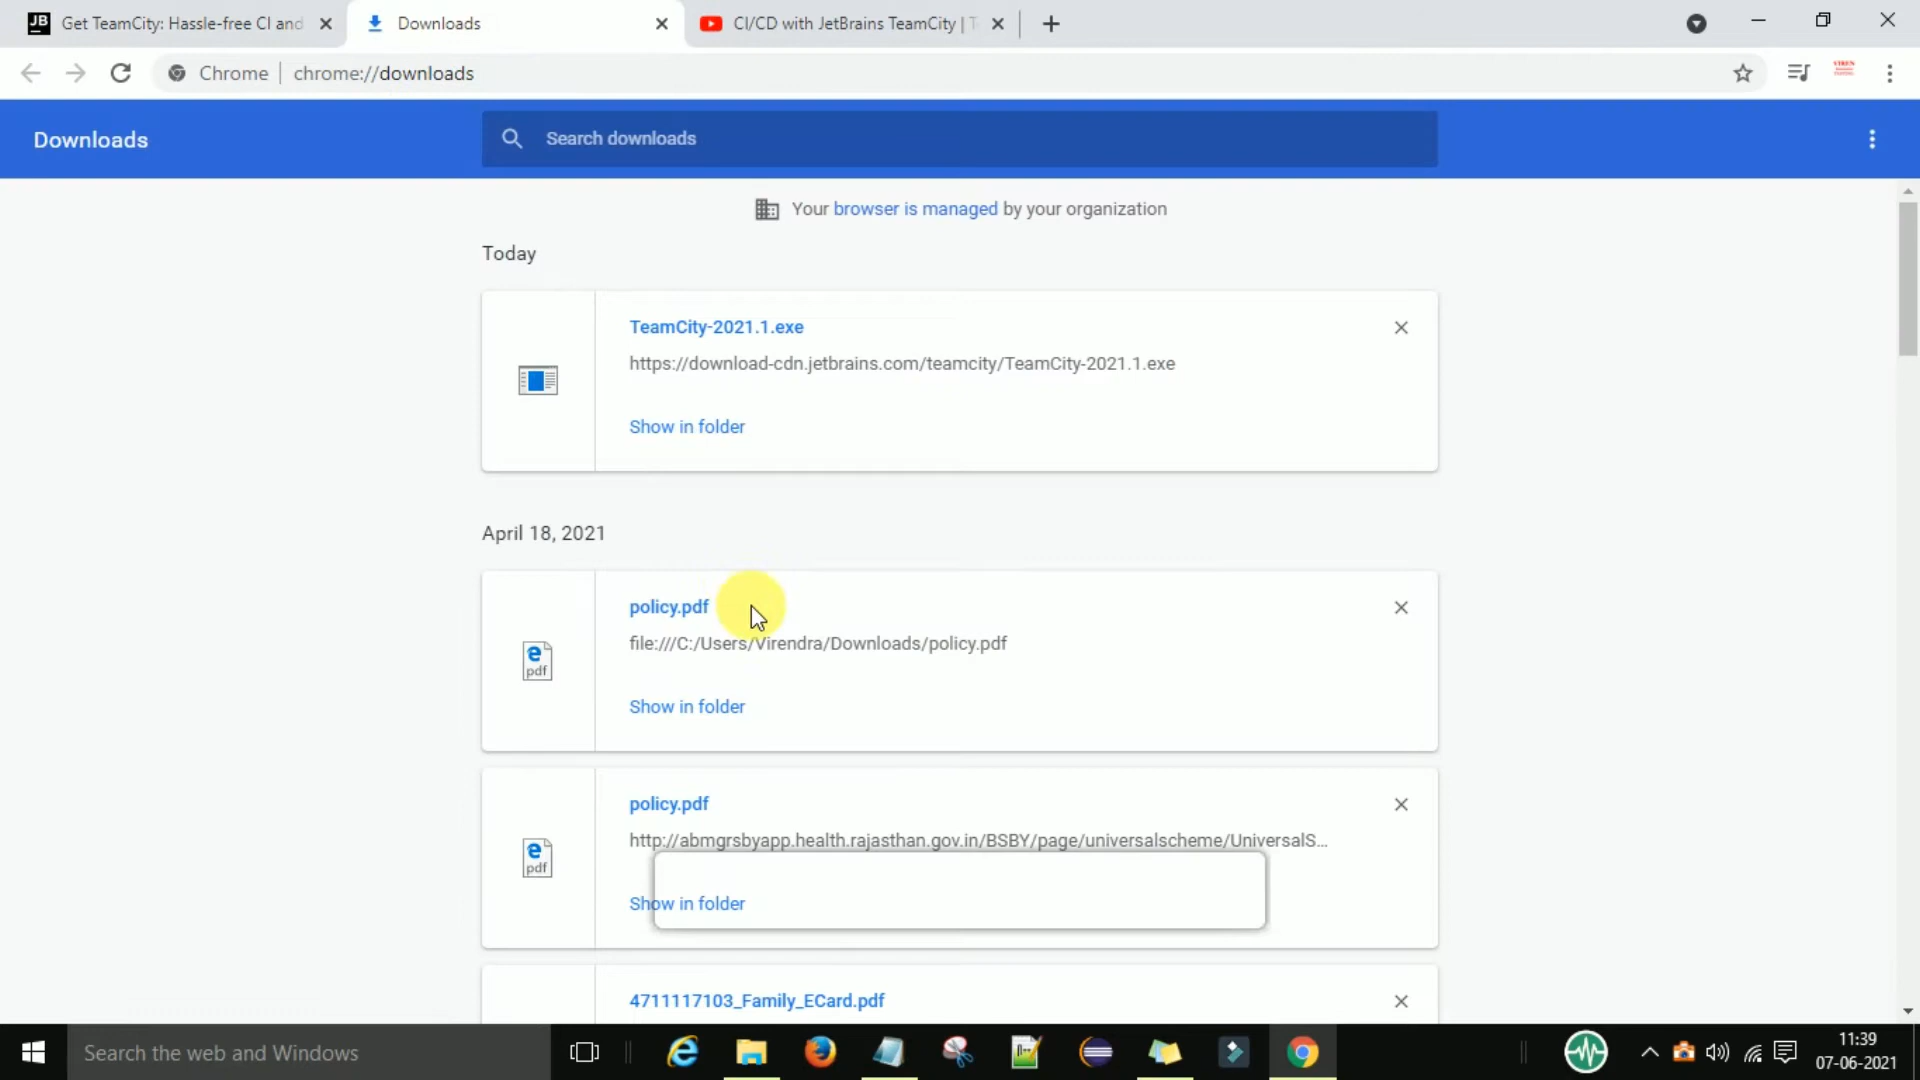 JB Get TeamCity: Hassle-free CI and
Downloads
CI/CD with JetBrains TeamCity | T
Chrome | chrome://downloads
VIREN
Downloads
Search downloads
Your browser is managed by your organization
Today
TeamCity-2021.1.exe
https://download-cdn.jetbrains.com/teamcity/TeamCity-2021.1.exe
Show in folder
April 18, 2021
policy.pdf
file:///C:/Users/Virendra/Downloads/policy.pdf
pdf
Show in folder
policy.pdf
http://abmgrsbyapp.health.rajasthan.gov.in/BSBY/page/universalscheme/UniversalS...
pdf
Show in folder
4711117103_Family_ECard.pdf
Search the web and Windows
11:39
07-06-2021